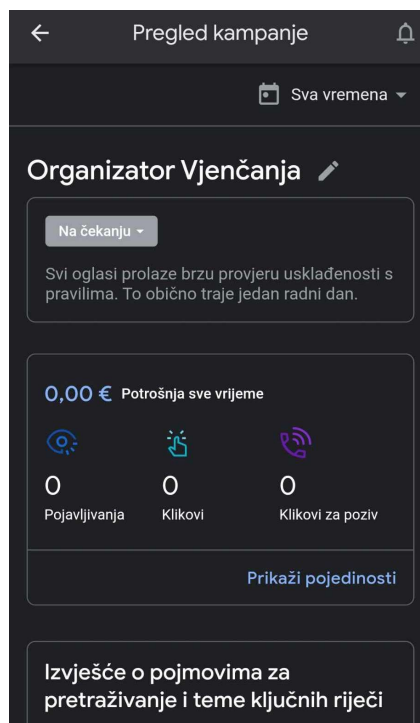 Pregled kampanje
Sva vremena
Organizator Vjenčanja
Na čekanju
Svi oglasi prolaze brzu provjeru usklađenosti s
pravilima. To obično traje jedan radni dan.
0,00 € Potrošnja sve vrijeme
0 0 0
Pojavljivanja Klikovi Klikovi za poziv
Prikaži pojedinosti
Izvješće o pojmovima za
pretraživanje i teme ključnih riječi